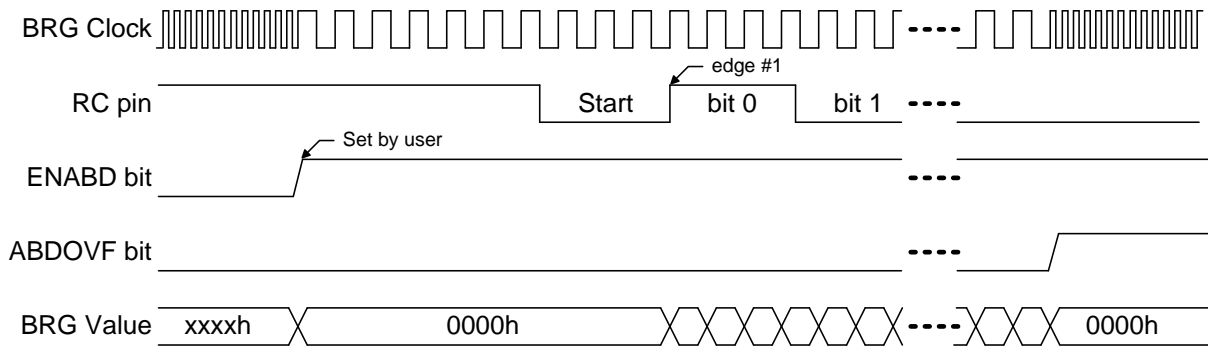 BRG Clock
edge #1
RC pin Start bit 0 bit 1
Set by user
ENABD bit
ABDOVF bit
BRG Value xxxxh 0000h 0000h